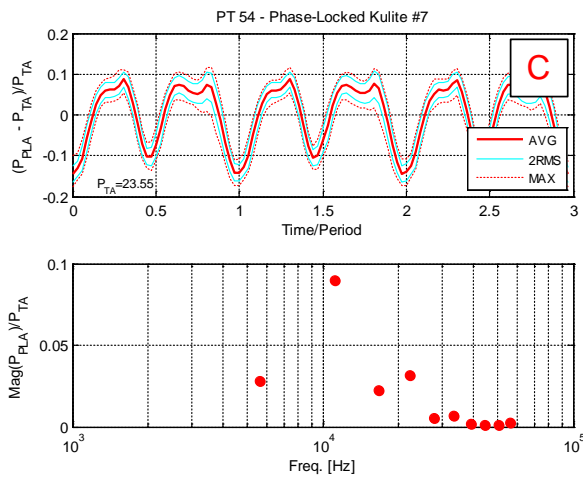 PT 54 - Phase-Locked Kulite #7
0.2
0.1
0
-0.1
-0.2
(P_PLA - P_TA)/P_TA
C
AVG
2RMS
MAX
P_TA=23.55
0 0.5 1 1.5 2 2.5 3
Time/Period
0.1
0.05
0
Mag(P_PLA)/P_TA
10^3 10^4 10^5
Freq. [Hz]